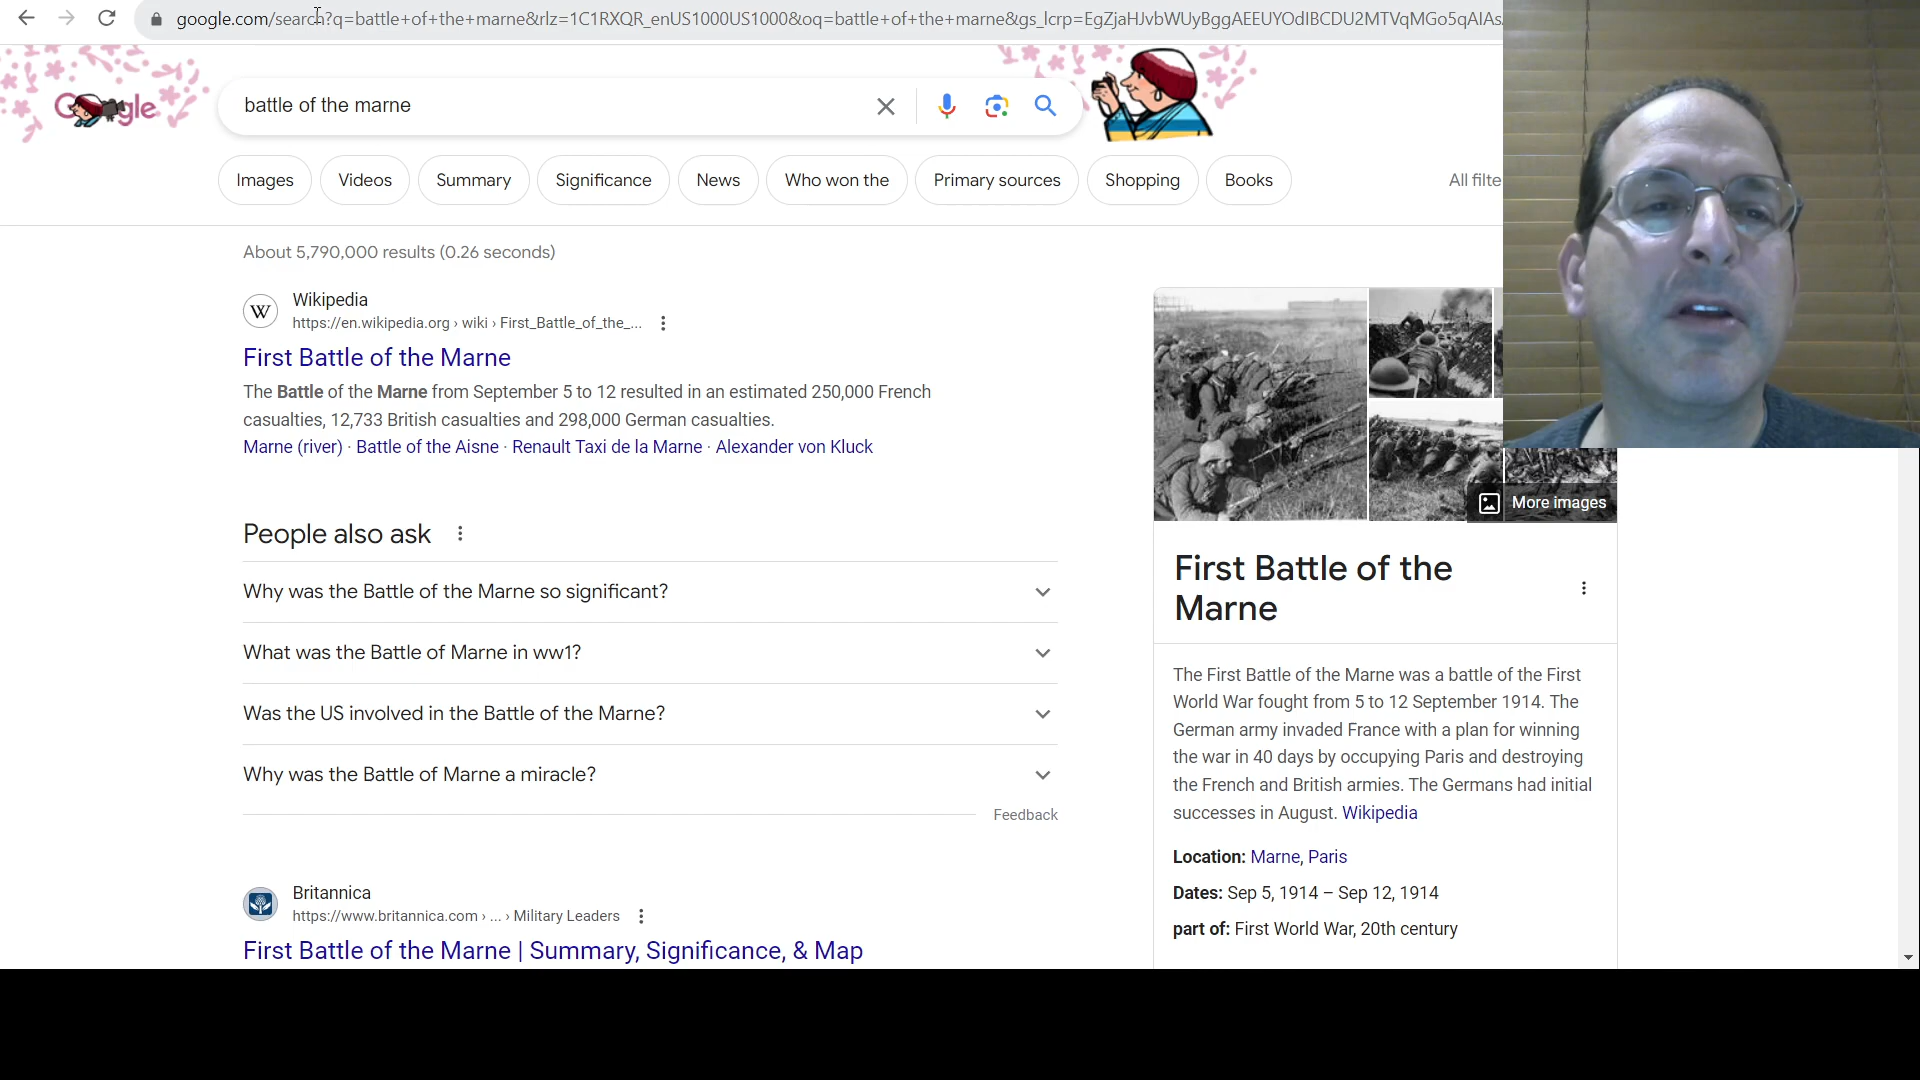 google.com/search?q=battle+of+the+marne&rlz=1C1RXQR_enUS1000US1000&oq=battle+of+the+marne&gs_lcrp=EgZjaHJvbWUyBggAEEUYOdIBCDU2MTVqMGo5qAIAs
Google
battle of the marne
Images
Videos
Summary
Significance
News
Who won the
Primary sources
Shopping
Books
All filte
About 5,790,000 results (0.26 seconds)
W
Wikipedia
https://en.wikipedia.org › wiki › First_Battle_of_the_...
First Battle of the Marne
The Battle of the Marne from September 5 to 12 resulted in an estimated 250,000 French
casualties, 12,733 British casualties and 298,000 German casualties.
Marne (river) · Battle of the Aisne · Renault Taxi de la Marne · Alexander von Kluck
People also ask
Why was the Battle of the Marne so significant?
What was the Battle of Marne in ww1?
Was the US involved in the Battle of the Marne?
Why was the Battle of Marne a miracle?
Feedback
Britannica
https://www.britannica.com › ... › Military Leaders
First Battle of the Marne | Summary, Significance, & Map
More images
First Battle of the
Marne
The First Battle of the Marne was a battle of the First
World War fought from 5 to 12 September 1914. The
German army invaded France with a plan for winning
the war in 40 days by occupying Paris and destroying
the French and British armies. The Germans had initial
successes in August. Wikipedia
Location: Marne, Paris
Dates: Sep 5, 1914 – Sep 12, 1914
part of: First World War, 20th century